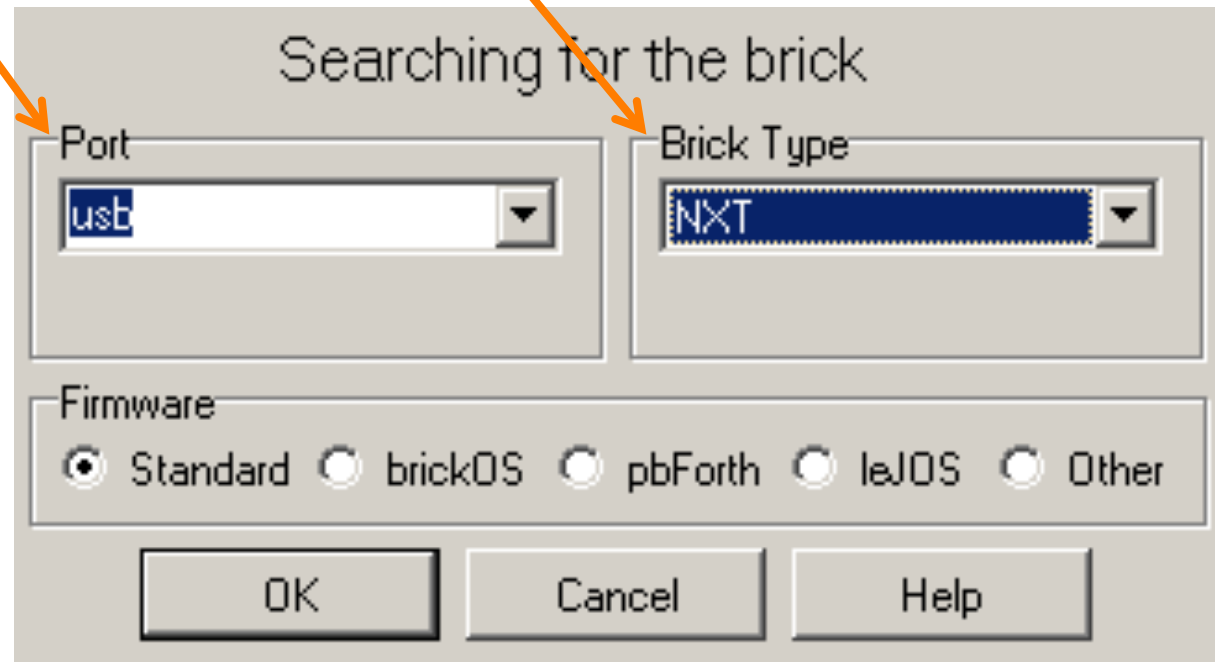 Searching for the brick
Port
Brick Type
usb
NXT
Firmware
Standard brickOS pbForth leJOS Other
OK Cancel Help